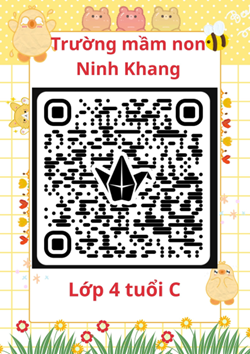 Trường mầm non
Ninh Khang
Lớp 4 tuổi C